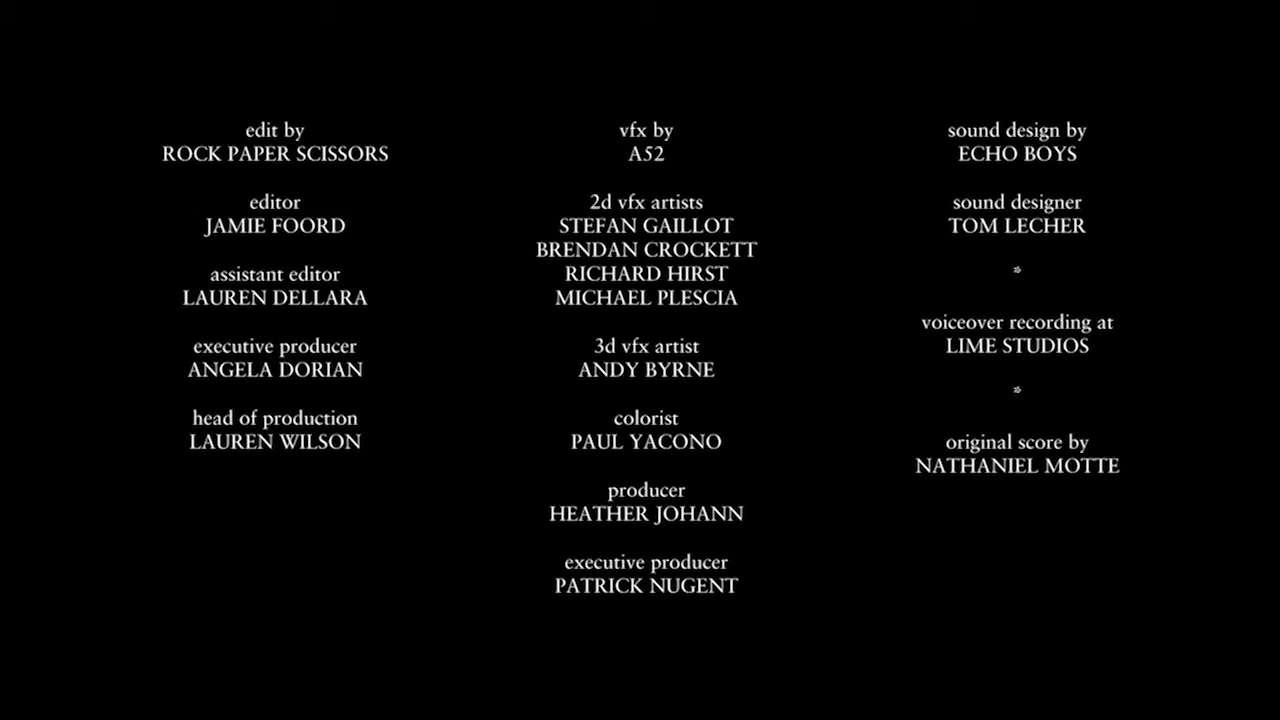 edit by
ROCK PAPER SCISSORS
editor
JAMIE FOORD
assistant editor
LAUREN DELLARA
executive producer
ANGELA DORIAN
head of production
LAUREN WILSON
vfx by
A52
2d vfx artists
STEFAN GAILLOT
BRENDAN CROCKETT
RICHARD HIRST
MICHAEL PLESCIA
3d vfx artist
ANDY BYRNE
colorist
PAUL YACONO
producer
HEATHER JOHANN
executive producer
PATRICK NUGENT
sound design by
ECHO BOYS
sound designer
TOM LECHER
*
voiceover recording at
LIME STUDIOS
*
original score by
NATHANIEL MOTTE